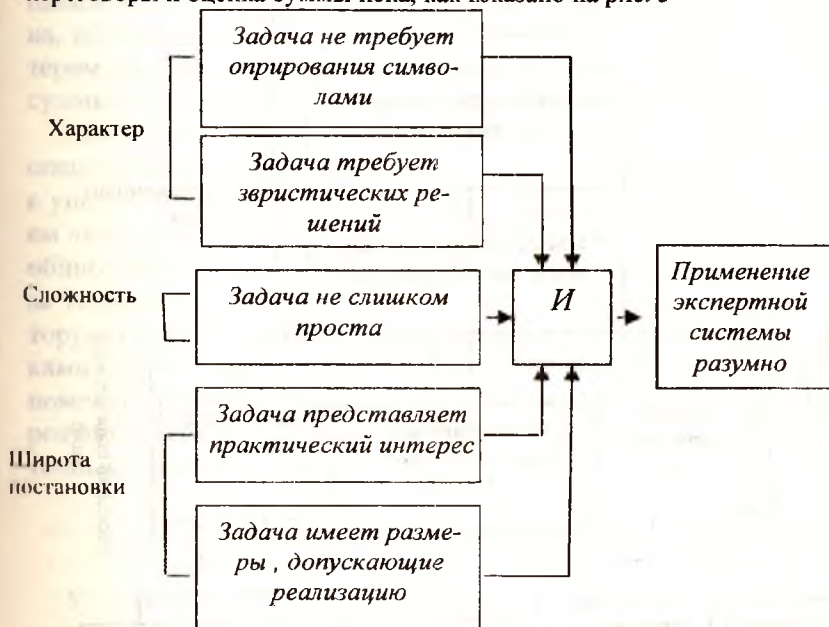 Задача не требует
оприрования симво-
лами
Характер
Задача требует
звристических ре-
шений
Сложность
Задача не слишком
проста
И
Применение
экспертной
системы
разумно
Задача представляет
практический интерес
Широта
постановки
Задача имеет разме-
ры , допускающие
реализацию